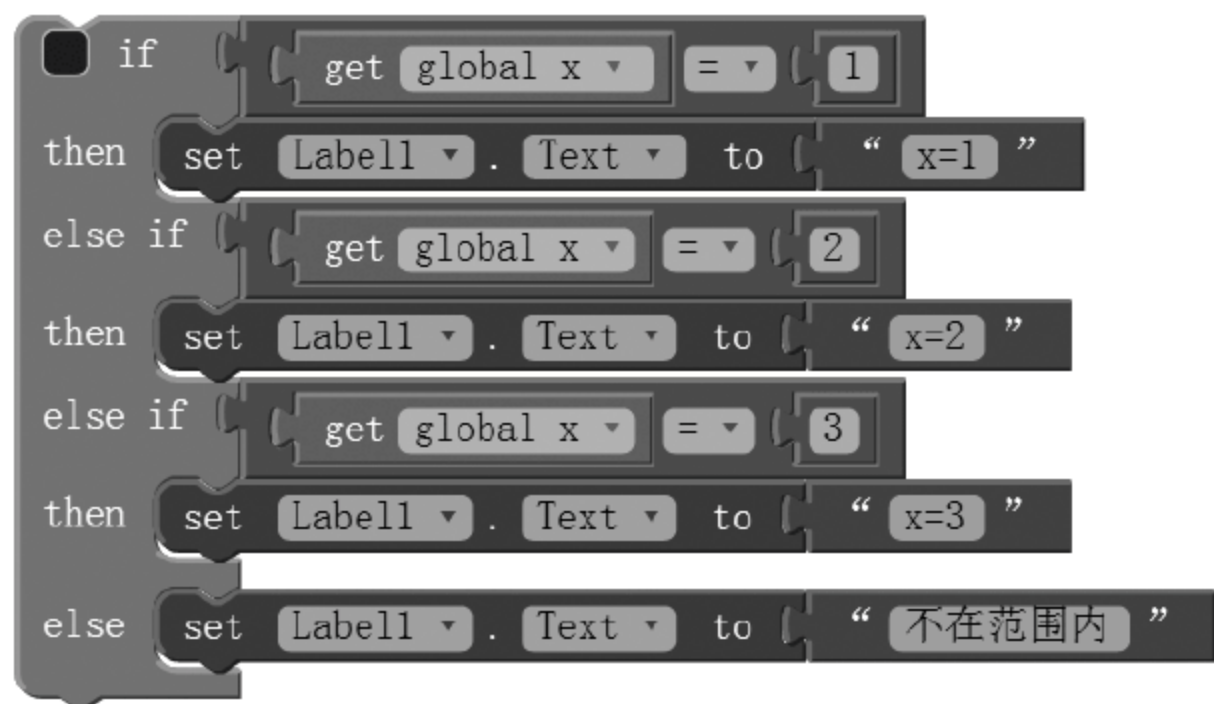 if get global x = 1
then set Label1 . Text to “ x=1 ”
else if get global x = 2
then set Label1 . Text to “ x=2 ”
else if get global x = 3
then set Label1 . Text to “ x=3 ”
else set Label1 . Text to “ 不在范围内 ”